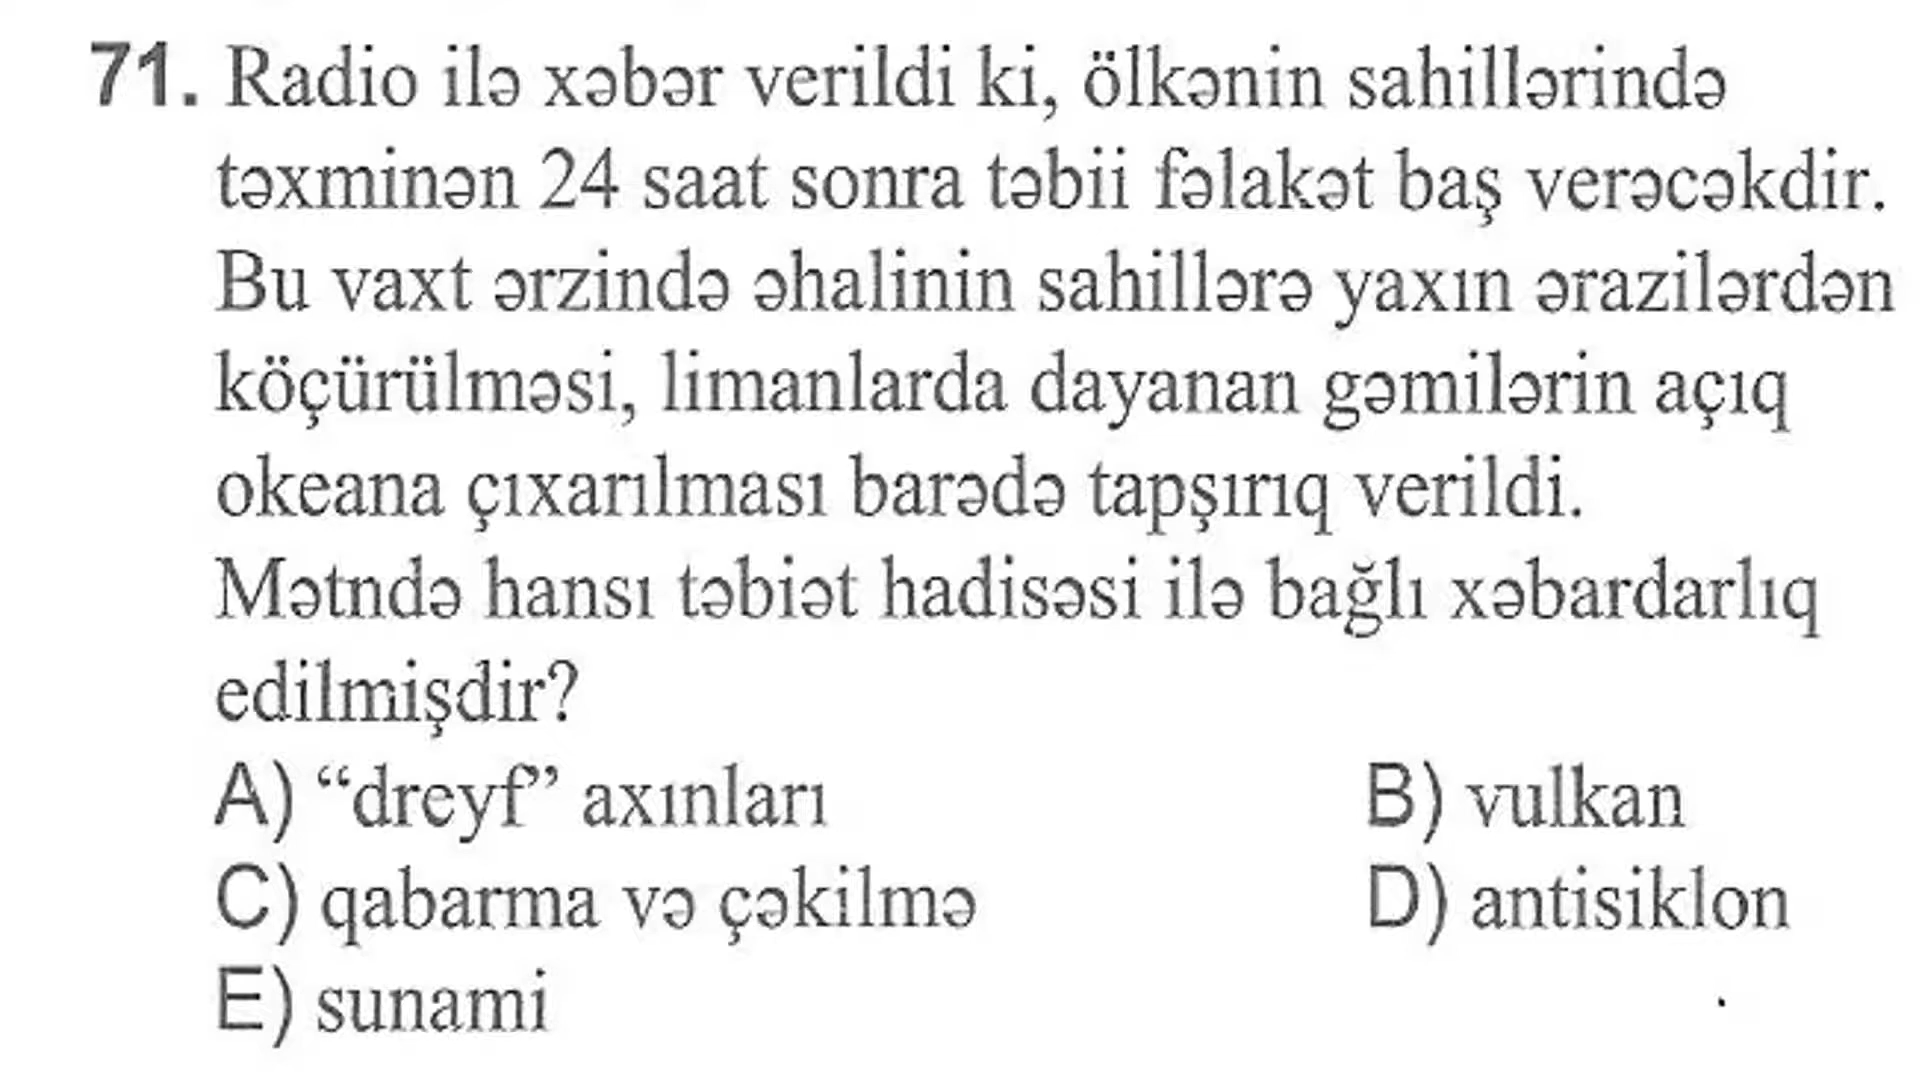 71. Radio ilə xəbər verildi ki, ölkənin sahillərində
təxminən 24 saat sonra təbii fəlakət baş verəcəkdir.
Bu vaxt ərzində əhalinin sahillərə yaxın ərazilərdən
köçürülməsi, limanlarda dayanan gəmilərin açıq
okeana çıxarılması barədə tapşırıq verildi.
Mətndə hansı təbiət hadisəsi ilə bağlı xəbardarlıq
edilmişdir?
A) “dreyf” axınları B) vulkan
C) qabarma və çəkilmə D) antisiklon
E) sunami